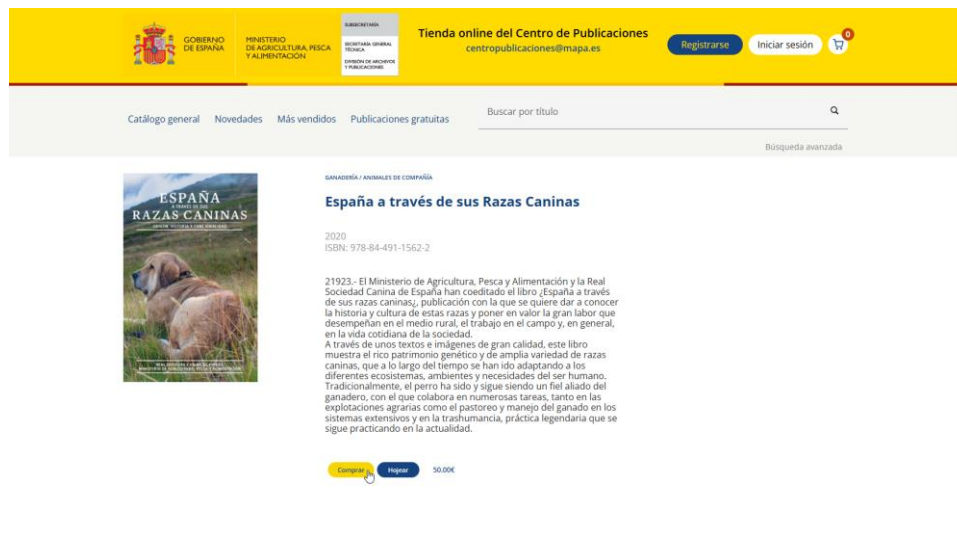 GOBIERNO
DE ESPAÑA
MINISTERIO
DE AGRICULTURA, PESCA
Y ALIMENTACIÓN
SUBSECRETARÍA
SECRETARÍA GENERAL
TÉCNICA
DIVISIÓN DE ARCHIVOS
Y PUBLICACIONES
Tienda online del Centro de Publicaciones
centropublicaciones@mapa.es
Registrarse
Iniciar sesión
0
Catálogo general
Novedades
Más vendidos
Publicaciones gratuitas
Buscar por título
Búsqueda avanzada
ESPAÑA
A TRAVÉS DE SUS
RAZAS CANINAS
GANADERÍA / ANIMALES DE COMPAÑÍA
España a través de sus Razas Caninas
2020
ISBN: 978-84-491-1562-2
21923.- El Ministerio de Agricultura, Pesca y Alimentación y la Real
Sociedad Canina de España han coeditado el libro ¿España a través
de sus razas caninas¿, publicación con la que se quiere dar a conocer
la historia y cultura de estas razas y poner en valor la gran labor que
desempeñan en el medio rural, el trabajo en el campo y, en general,
en la vida cotidiana de la sociedad.
A través de unos textos e imágenes de gran calidad, este libro
muestra el rico patrimonio genético y de amplia variedad de razas
caninas, que a lo largo del tiempo se han ido adaptando a los
diferentes ecosistemas, ambientes y necesidades del ser humano.
Tradicionalmente, el perro ha sido y sigue siendo un fiel aliado del
ganadero, con el que colabora en numerosas tareas, tanto en las
explotaciones agrarias como el pastoreo y manejo del ganado en los
sistemas extensivos y en la trashumancia, práctica legendaria que se
sigue practicando en la actualidad.
Comprar
Hojear
50.00€